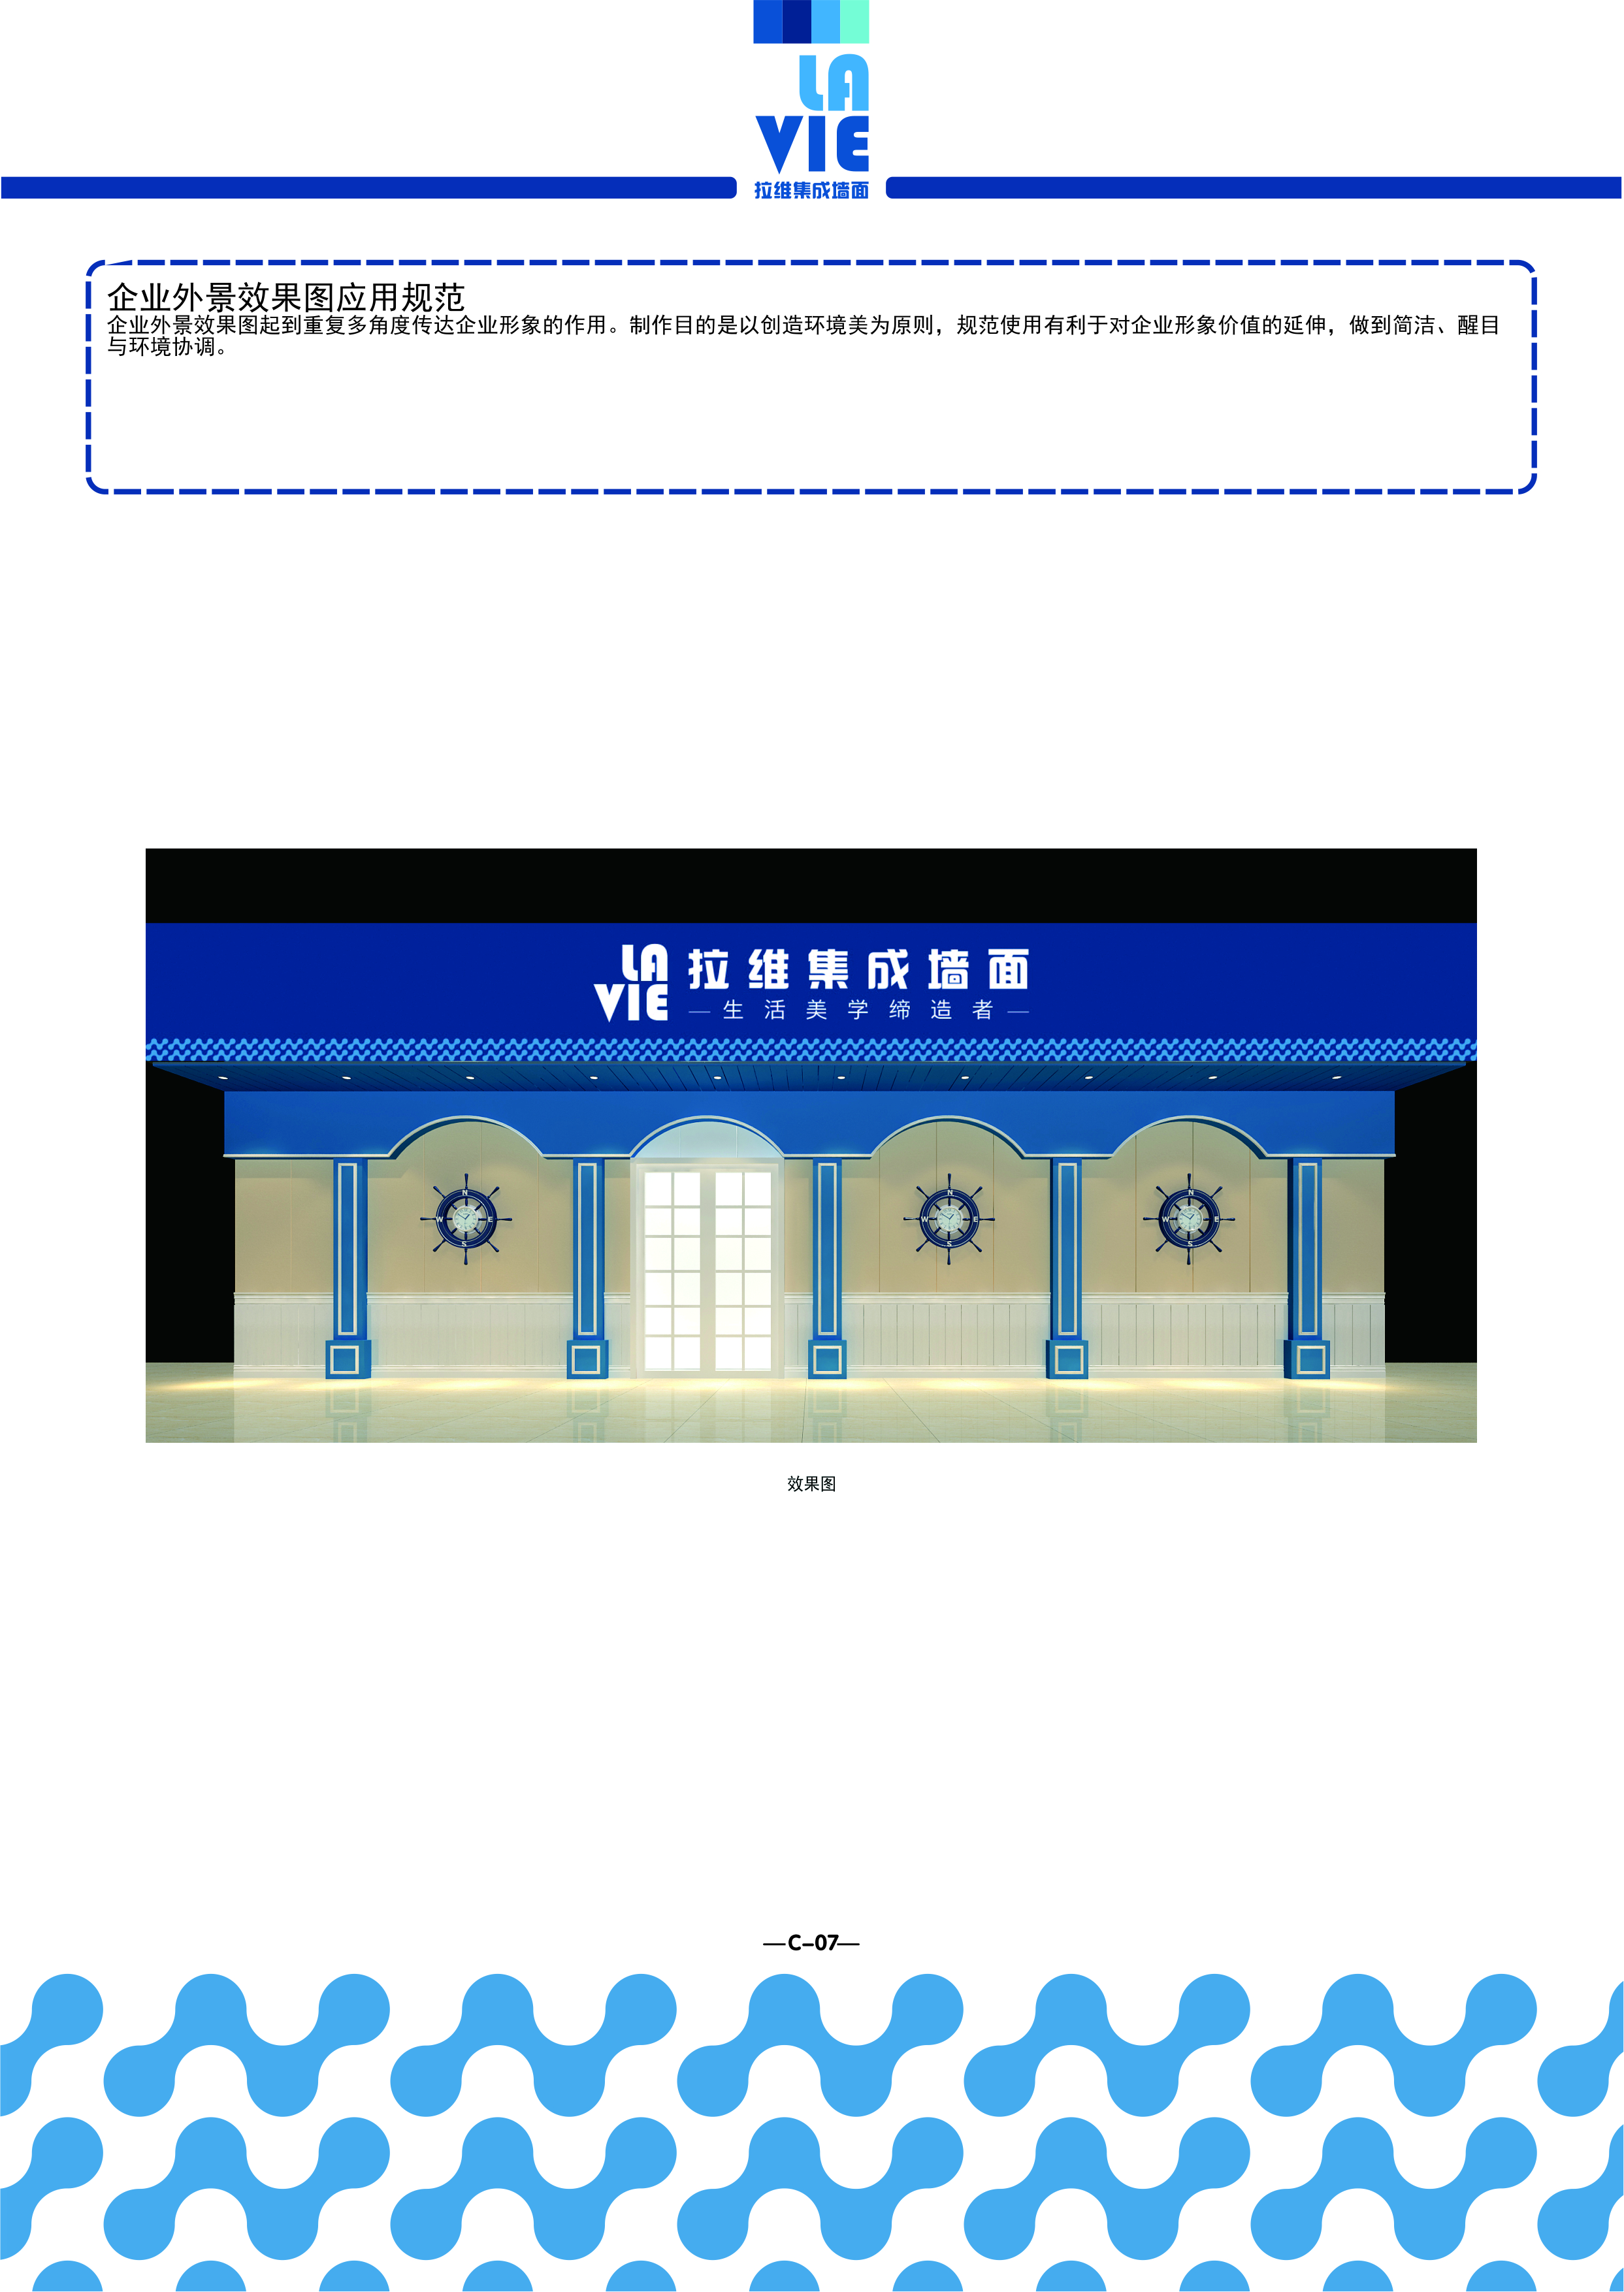 LA
VIE
拉维集成墙面
企业外景效果图应用规范
企业外景效果图起到重复多角度传达企业形象的作用。制作目的是以创造环境美为原则，规范使用有利于对企业形象价值的延伸，做到简洁、醒目
与环境协调。
LA
VIE
拉维集成墙面
—生活美学缔造者—
N
W E
S
N
W E
S
N
W E
S
效果图
—C-07—